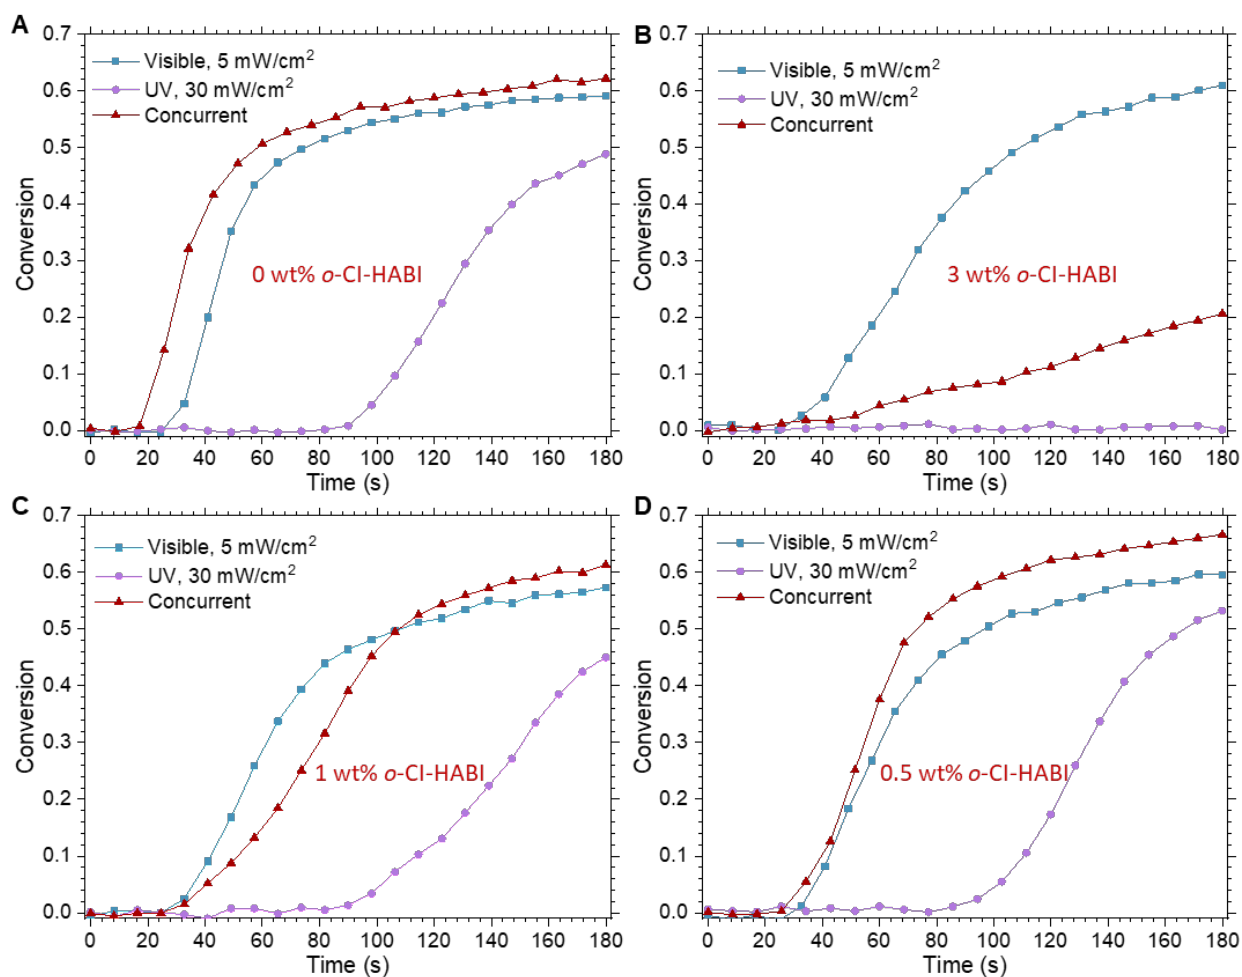 A
0.7
0.6
0.5
0.4
0.3
0.2
0.1
0.0
Conversion
Visible, 5 mW/cm²
UV, 30 mW/cm²
Concurrent
0 wt% o-Cl-HABI
0 20 40 60 80 100 120 140 160 180
Time (s)
B
0.7
0.6
0.5
0.4
0.3
0.2
0.1
0.0
Conversion
Visible, 5 mW/cm²
UV, 30 mW/cm²
Concurrent
3 wt% o-Cl-HABI
0 20 40 60 80 100 120 140 160 180
Time (s)
C
0.7
0.6
0.5
0.4
0.3
0.2
0.1
0.0
Conversion
Visible, 5 mW/cm²
UV, 30 mW/cm²
Concurrent
1 wt% o-Cl-HABI
0 20 40 60 80 100 120 140 160 180
Time (s)
D
0.7
0.6
0.5
0.4
0.3
0.2
0.1
0.0
Conversion
Visible, 5 mW/cm²
UV, 30 mW/cm²
Concurrent
0.5 wt% o-Cl-HABI
0 20 40 60 80 100 120 140 160 180
Time (s)